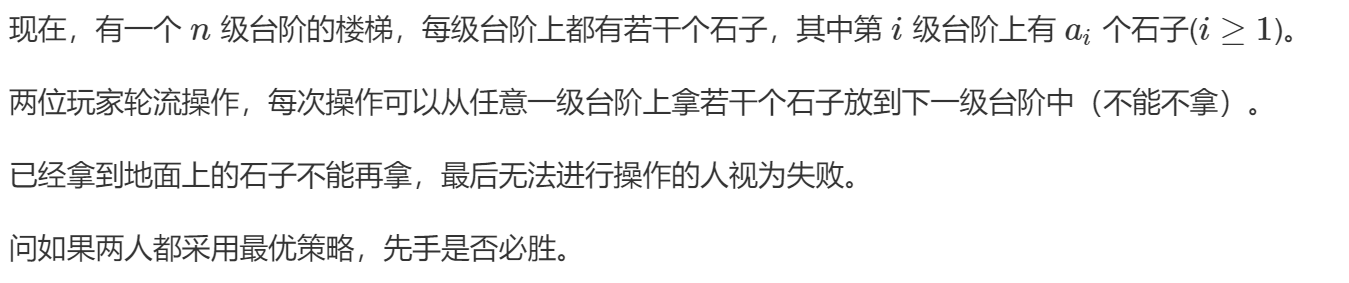 现在，有一个 n 级台阶的楼梯，每级台阶上都有若干个石子，其中第 i 级台阶上有 a_i 个石子(i ≥ 1)。
两位玩家轮流操作，每次操作可以从任意一级台阶上拿若干个石子放到下一级台阶中（不能不拿）。
已经拿到地面上的石子不能再拿，最后无法进行操作的人视为失败。
问如果两人都采用最优策略，先手是否必胜。